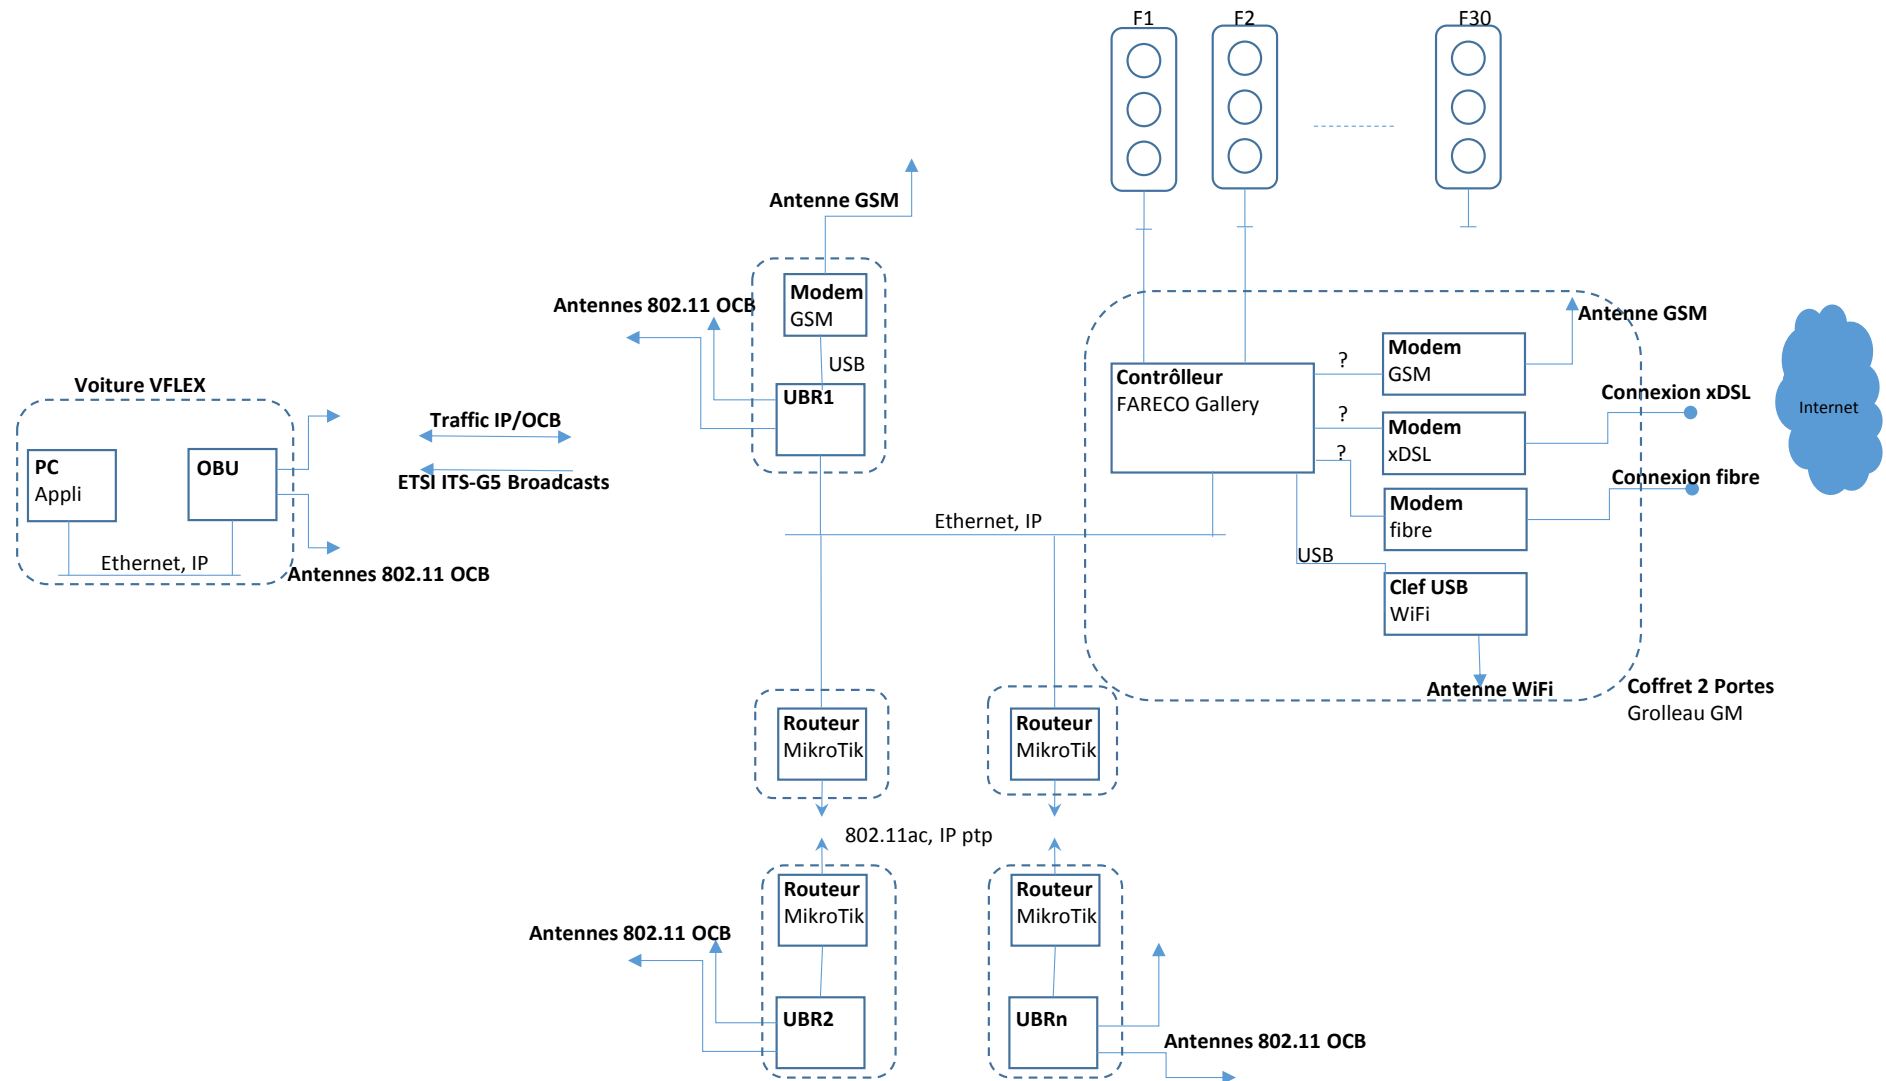 F1
F2
F30
Antenne GSM
Modem
GSM
Antennes 802.11 OCB
USB
UBR1
Voiture VFLEX
PC
Appli
OBU
Ethernet, IP
Antennes 802.11 OCB
Traffic IP/OCB
ETSI ITS-G5 Broadcasts
Ethernet, IP
Contrôlleur
FARECO Gallery
?
?
?
USB
Modem
GSM
Antenne GSM
Modem
xDSL
Connexion xDSL
Modem
fibre
Connexion fibre
Internet
Clef USB
WiFi
Antenne WiFi
Coffret 2 Portes
Grolleau GM
Routeur
MikroTik
Routeur
MikroTik
802.11ac, IP ptp
Routeur
MikroTik
Routeur
MikroTik
Antennes 802.11 OCB
UBR2
UBRn
Antennes 802.11 OCB